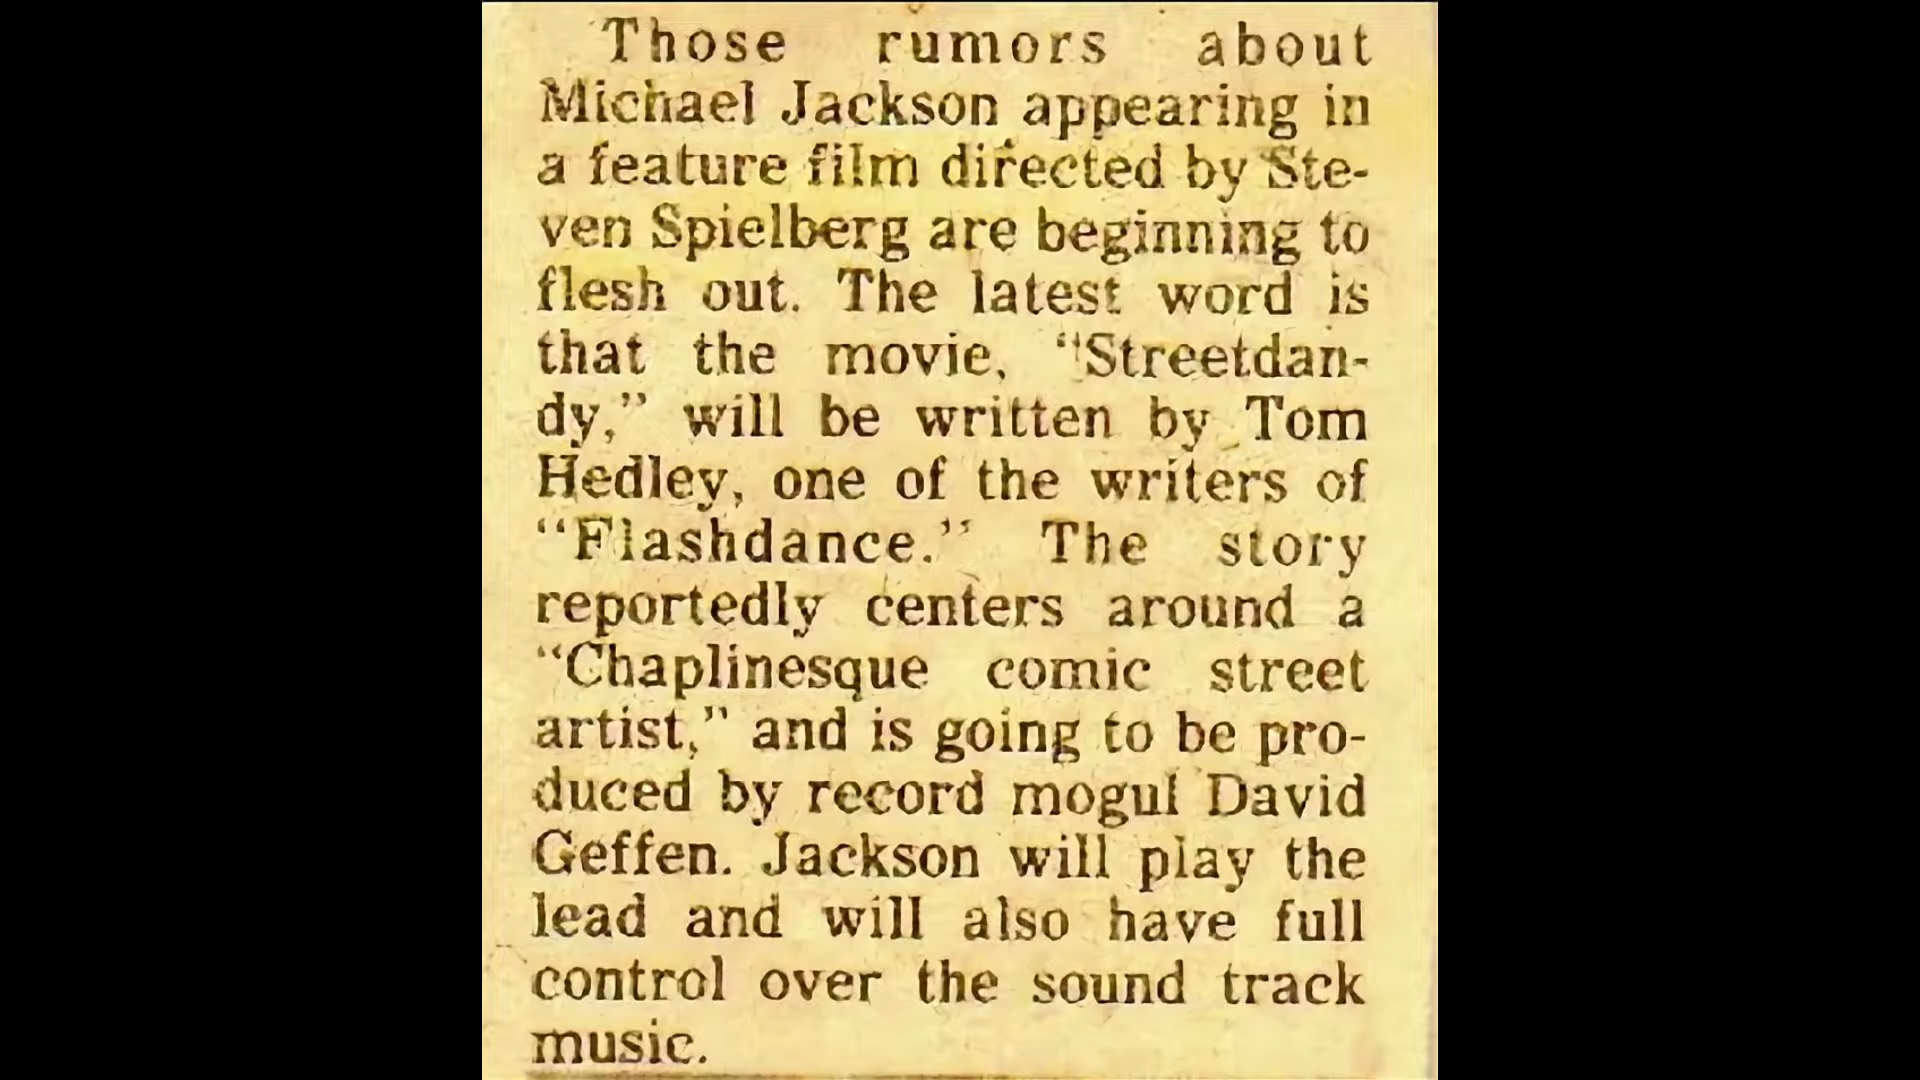 Those rumors about
Michael Jackson appearing in
a feature film directed by Ste-
ven Spielberg are beginning to
flesh out. The latest word is
that the movie, "Streetdan-
dy," will be written by Tom
Hedley, one of the writers of
"Flashdance." The story
reportedly centers around a
"Chaplinesque comic street
artist," and is going to be pro-
duced by record mogul David
Geffen. Jackson will play the
lead and will also have full
control over the sound track
music.